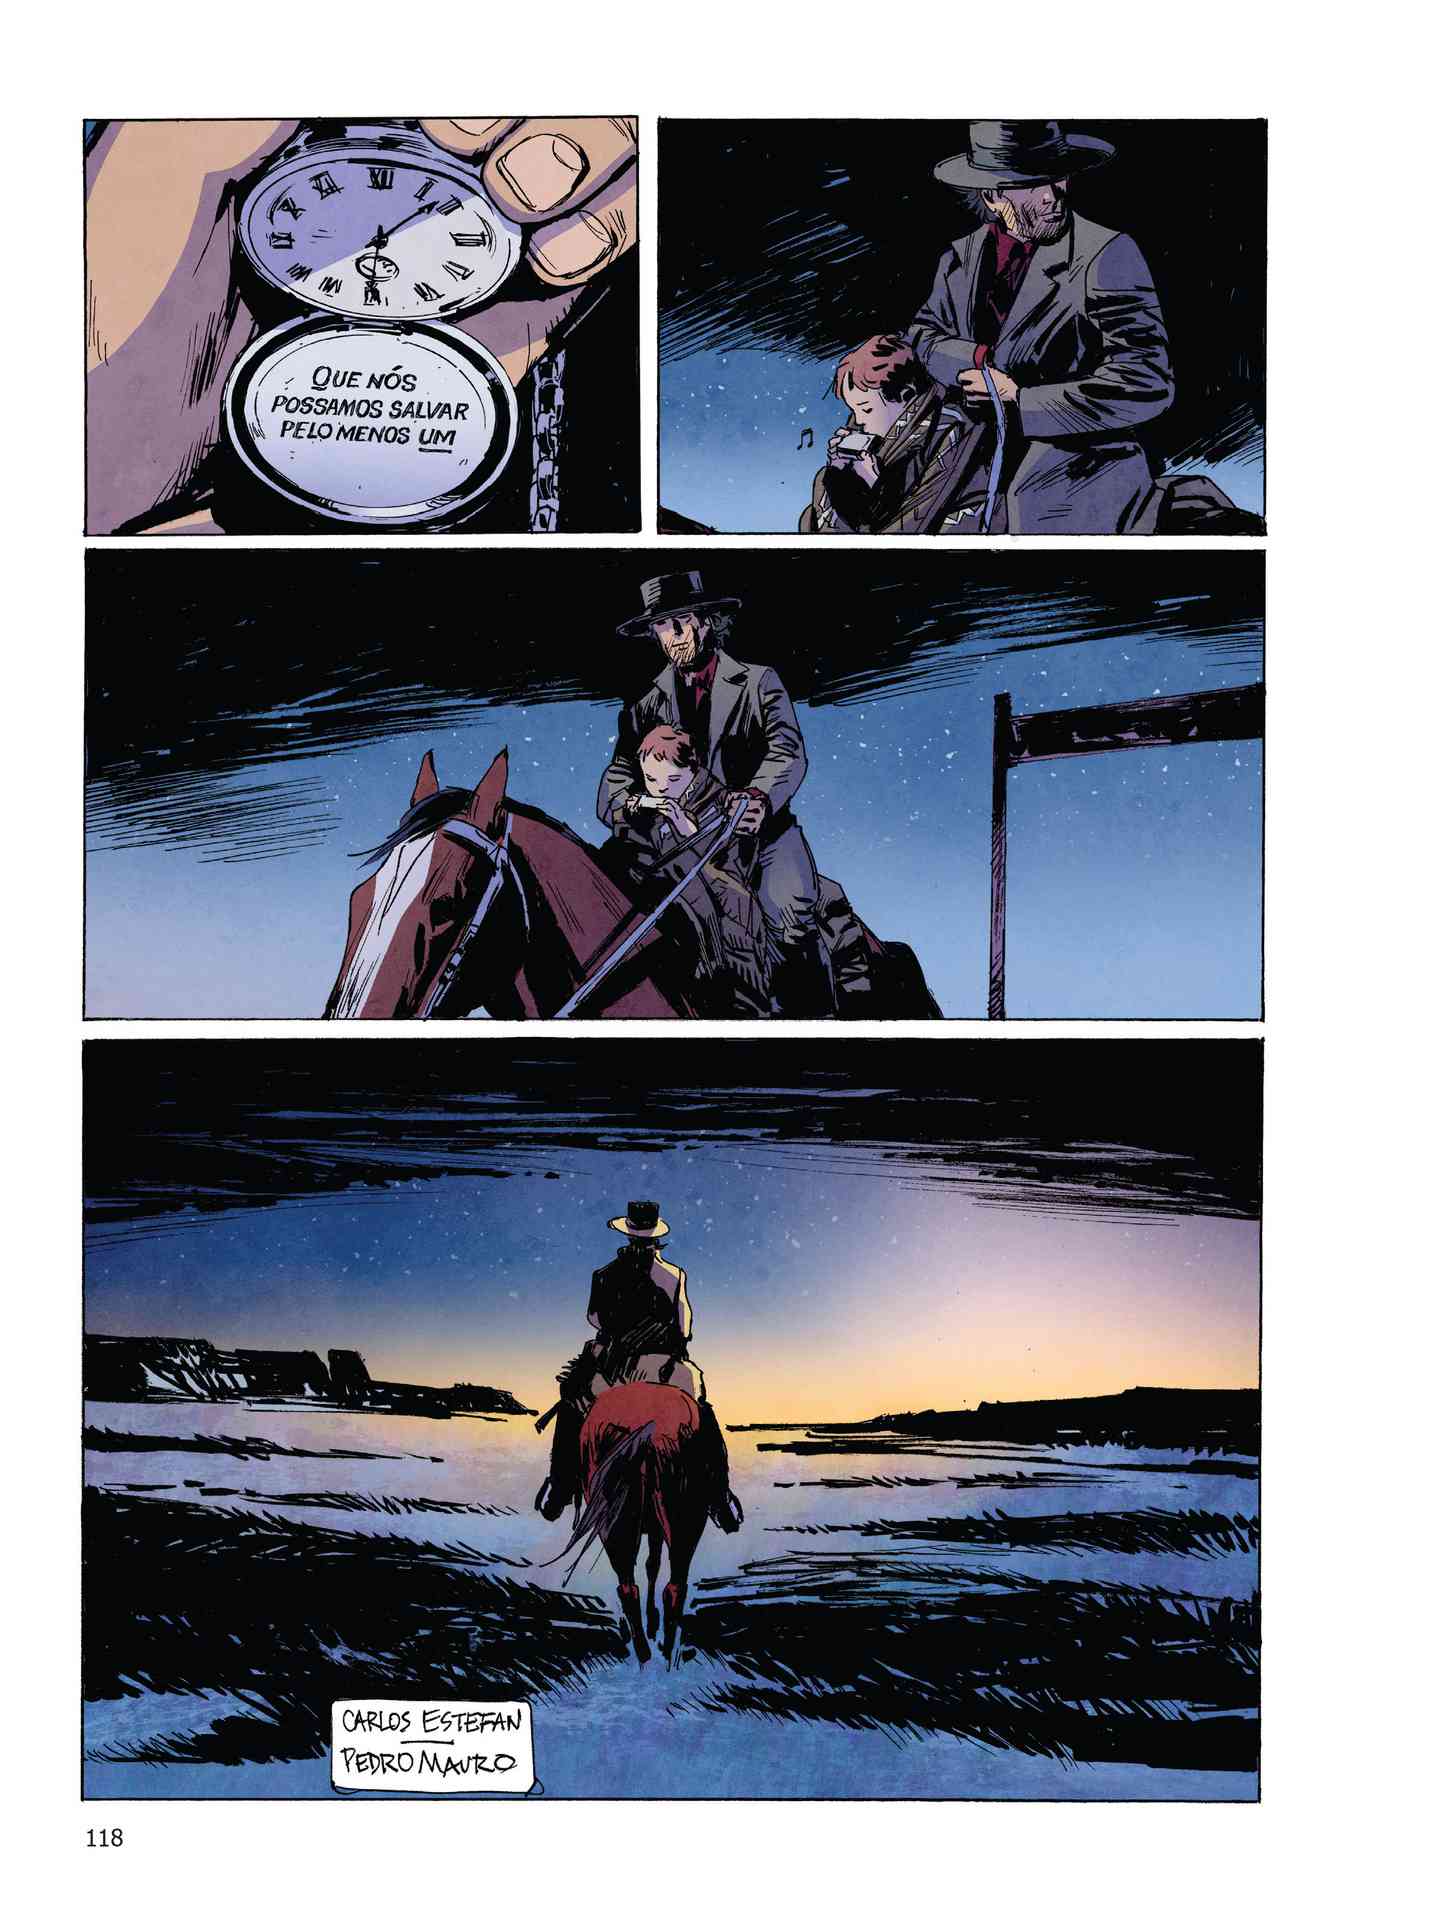 QUE NÓS
POSSAMOS SALVAR
PELO MENOS UM
CARLOS ESTEFAN
PEDRO MAURO
118